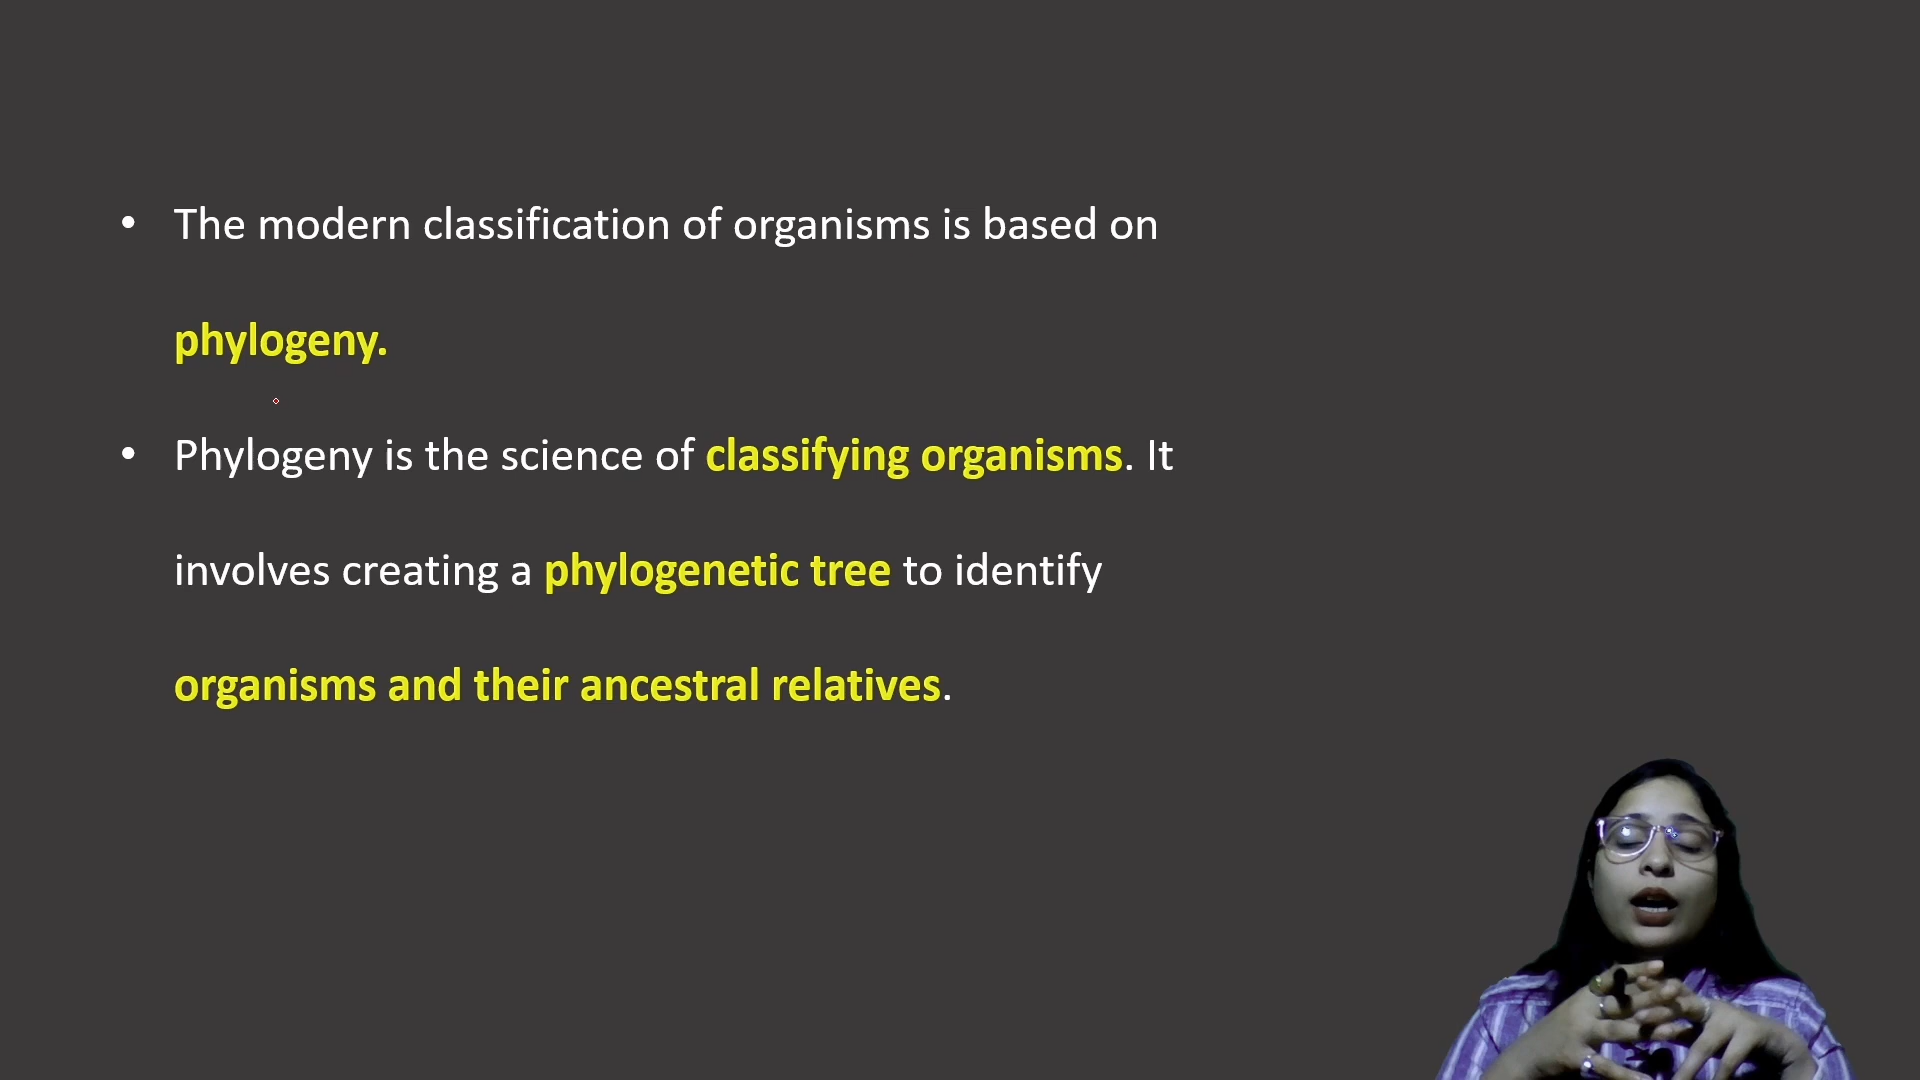 • The modern classification of organisms is based on
phylogeny.
• Phylogeny is the science of classifying organisms. It
involves creating a phylogenetic tree to identify
organisms and their ancestral relatives.